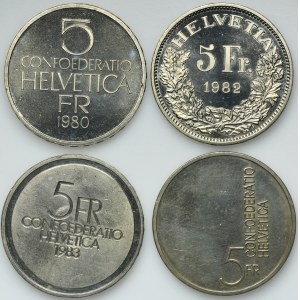 5
CONFOEDERATIO
HELVETICA
FR
1980
HELVETIA
5 Fr.
1982
5 FR
CONFOEDERATIO
HELVETICA
1983
CONFOEDERATIO
HELVETICA
5
FR